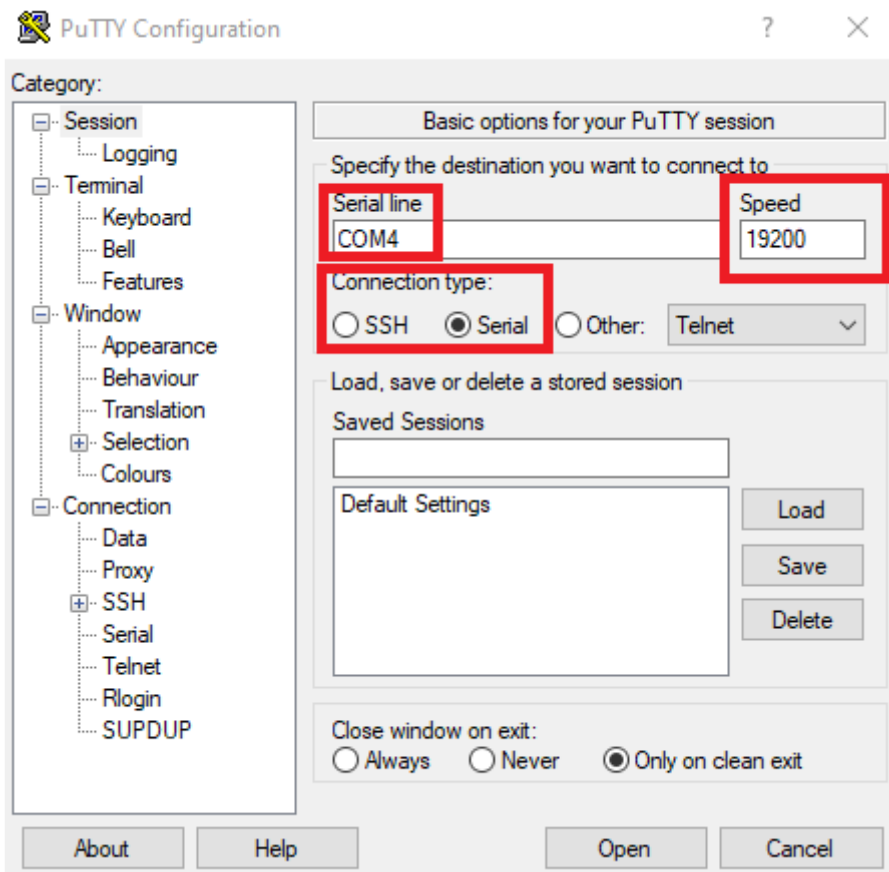 PuTTY Configuration ? ×
Category:
Session
Logging
Terminal
Keyboard
Bell
Features
Window
Appearance
Behaviour
Translation
Selection
Colours
Connection
Data
Proxy
SSH
Serial
Telnet
Rlogin
SUPDUP
Basic options for your PuTTY session
Specify the destination you want to connect to
Serial line Speed
COM4 19200
Connection type:
SSH Serial Other: Telnet
Load, save or delete a stored session
Saved Sessions
Default Settings
Load
Save
Delete
Close window on exit:
Always Never Only on clean exit
About Help Open Cancel